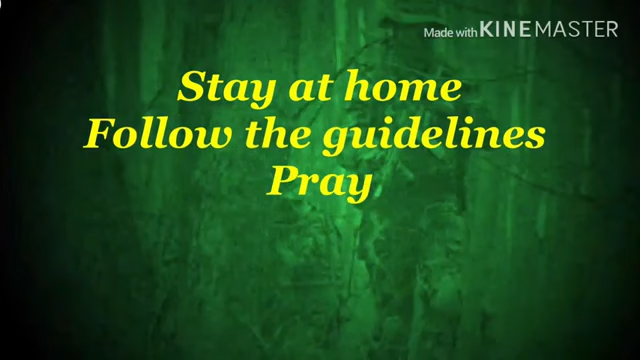 Made with KINEMASTER
Stay at home
Follow the guidelines
Pray